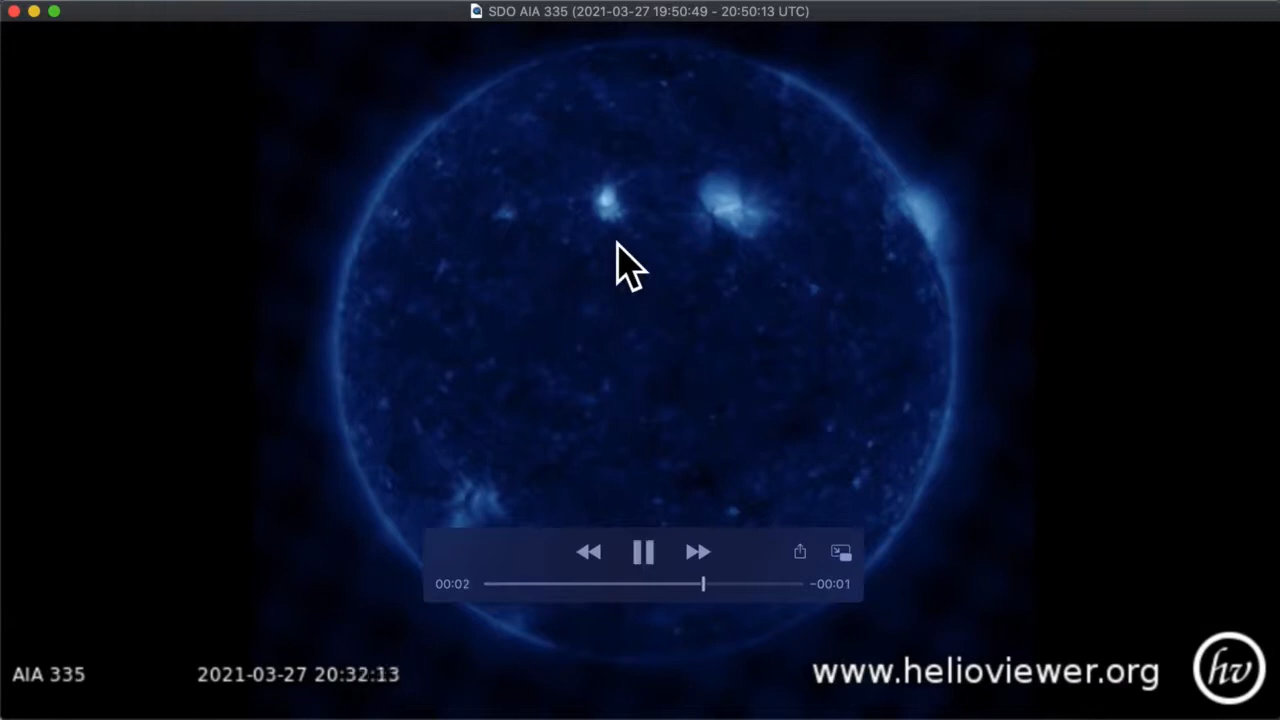 SDO AIA 335 (2021-03-27 19:50:49 - 20:50:13 UTC)
00:02
−00:01
AIA 335
2021-03-27 20:32:13
www.helioviewer.org
hv